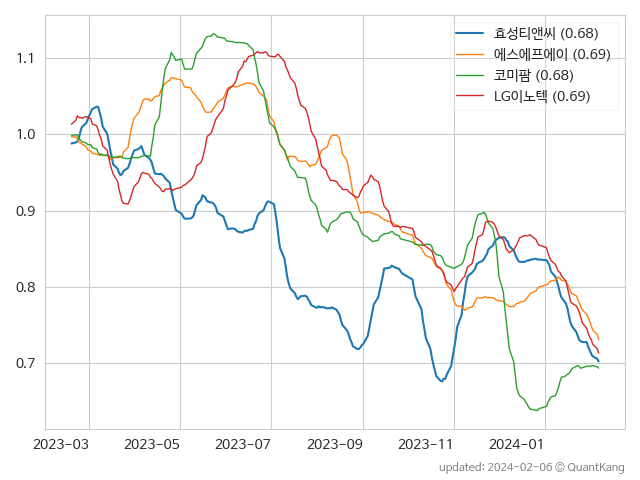 1.1
1.0
0.9
0.8
0.7
효성티앤씨 (0.68)
에스에프에이 (0.69)
코미팜 (0.68)
LG이노텍 (0.69)
2023-03 2023-05 2023-07 2023-09 2023-11 2024-01
updated: 2024-02-06 © QuantKang